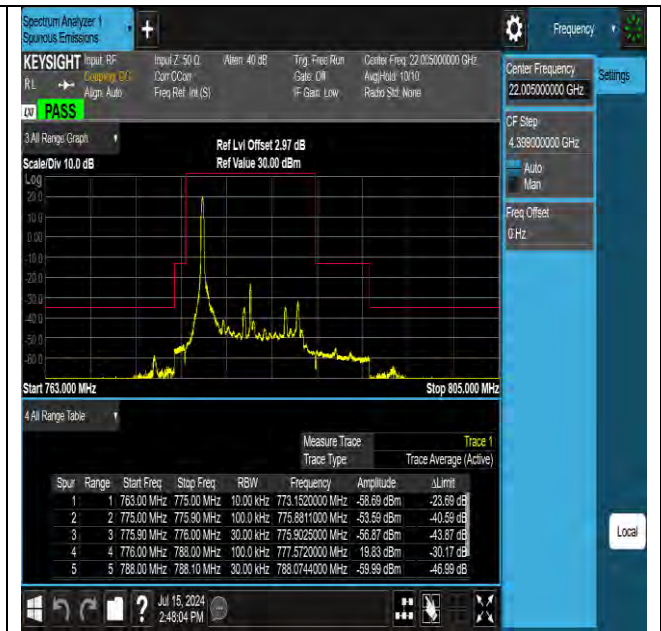 Spectrum Analyzer 1
Spurious Emissions
Frequency
KEYSIGHT Input: RF Input Z: 50 Ω Atten: 40 dB Trig: Free Run Center Freq: 22.005000000 GHz
RL Coupling: DC Corr CCorr Gate: Off Avg|Hold: 10/10
Align: Auto Freq Ref: Int (S) IF Gain: Low Radio Std: None
PASS
Center Frequency
22.005000000 GHz
Settings
CF Step
4.399000000 GHz
Auto
Man
Freq Offset
0 Hz
3 All Range Graph
Ref Lvl Offset 2.97 dB
Scale/Div 10.0 dB Ref Value 30.00 dBm
Log
20.0
10.0
0.00
-10.0
-20.0
-30.0
-40.0
-50.0
-60.0
Start 763.000 MHz Stop 805.000 MHz
4 All Range Table
Measure Trace Trace 1
Trace Type Trace Average (Active)
Spur Range Start Freq Stop Freq RBW Frequency Amplitude ΔLimit
1 1 763.00 MHz 775.00 MHz 10.00 kHz 773.1520000 MHz -58.69 dBm -23.69 dB
2 2 775.00 MHz 775.90 MHz 100.0 kHz 775.8811000 MHz -53.59 dBm -40.59 dB
3 3 775.90 MHz 776.00 MHz 30.00 kHz 775.9025000 MHz -56.87 dBm -43.87 dB
4 4 776.00 MHz 788.00 MHz 100.0 kHz 777.5720000 MHz 19.83 dBm -30.17 dB
5 5 788.00 MHz 788.10 MHz 30.00 kHz 788.0744000 MHz -59.99 dBm -46.99 dB
Local
Jul 15, 2024
2:48:04 PM